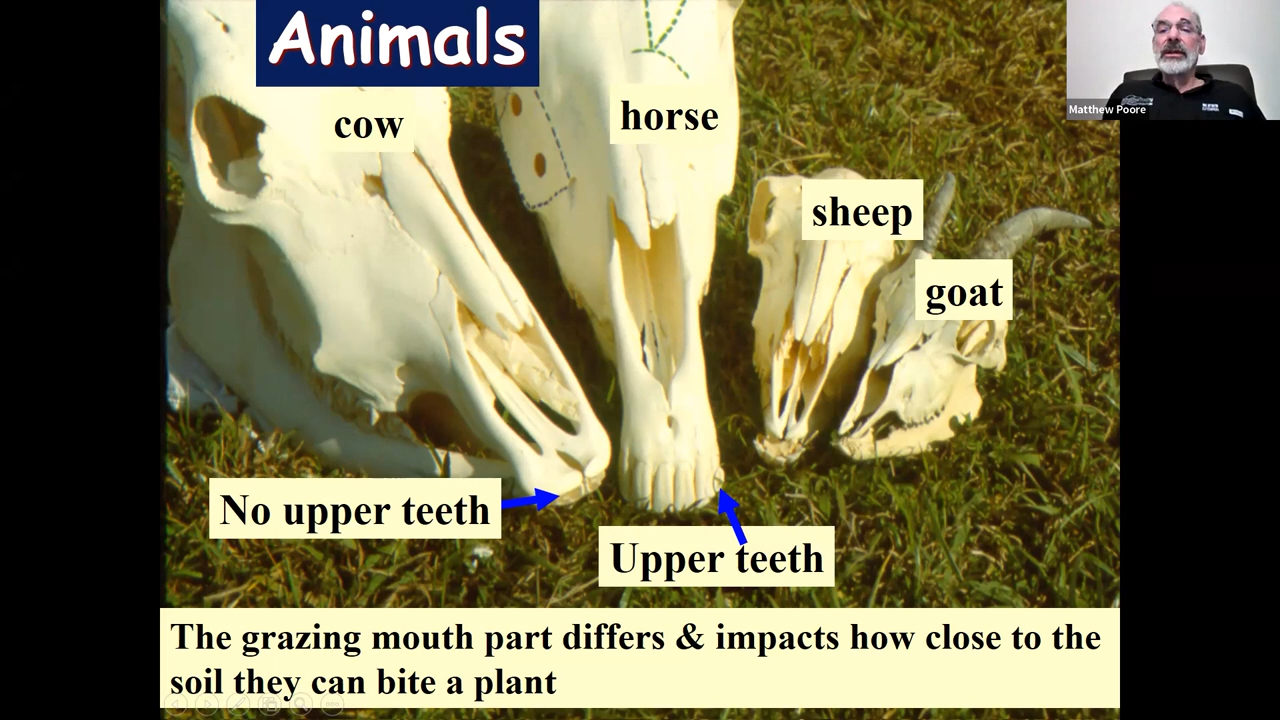 Animals
cow
horse
sheep
goat
No upper teeth
Upper teeth
The grazing mouth part differs & impacts how close to the
soil they can bite a plant
Matthew Poore